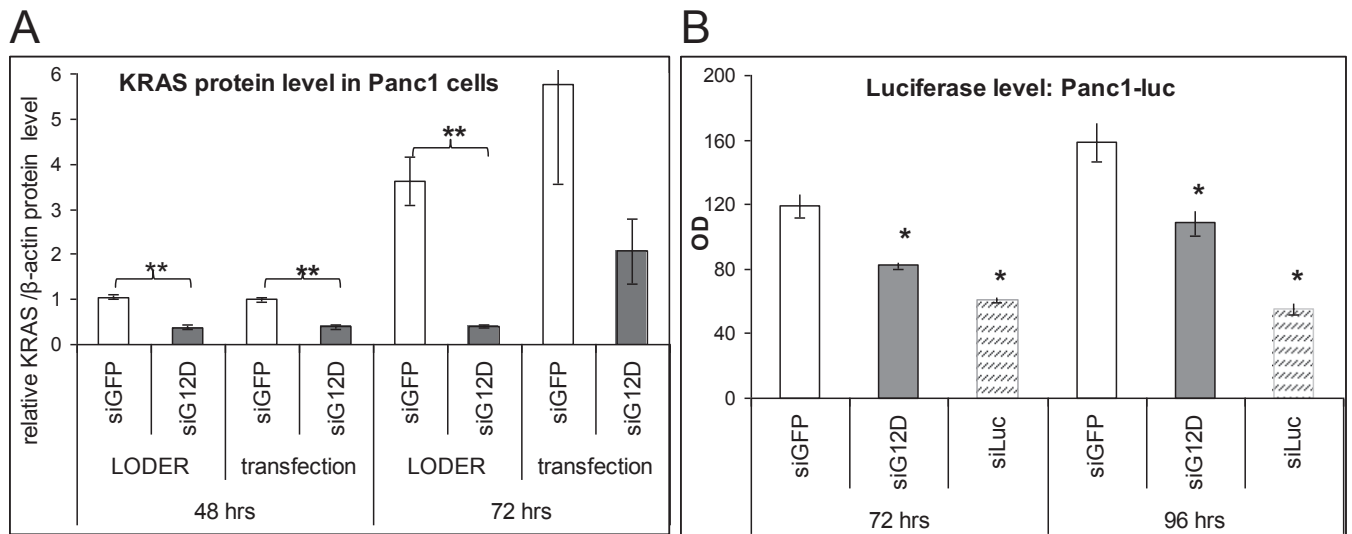 A
KRAS protein level in Panc1 cells
relative KRAS /β-actin protein level
6
5
4
3
2
1
0
**
**
**
siGFP
siG12D
siGFP
siG12D
siGFP
siG12D
siGFP
siG12D
LODER
transfection
LODER
transfection
48 hrs
72 hrs
B
Luciferase level: Panc1-luc
OD
200
160
120
80
40
0
*
*
*
*
siGFP
siG12D
siLuc
siGFP
siG12D
siLuc
72 hrs
96 hrs